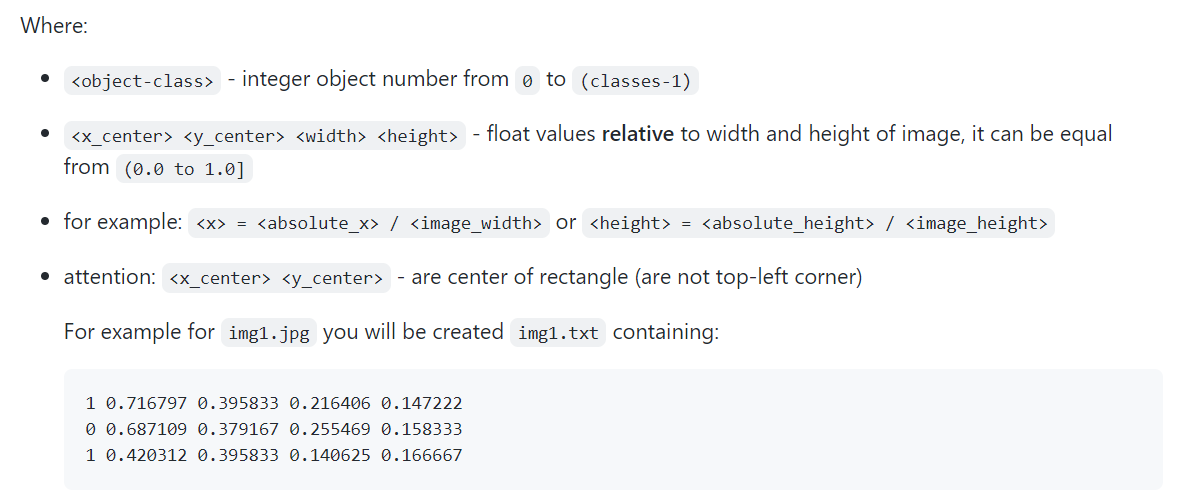 Where:
<object-class> - integer object number from 0 to (classes-1)
<x_center> <y_center> <width> <height> - float values relative to width and height of image, it can be equal
from (0.0 to 1.0]
for example: <x> = <absolute_x> / <image_width> or <height> = <absolute_height> / <image_height>
attention: <x_center> <y_center> - are center of rectangle (are not top-left corner)
For example for img1.jpg you will be created img1.txt containing:
1 0.716797 0.395833 0.216406 0.147222
0 0.687109 0.379167 0.255469 0.158333
1 0.420312 0.395833 0.140625 0.166667